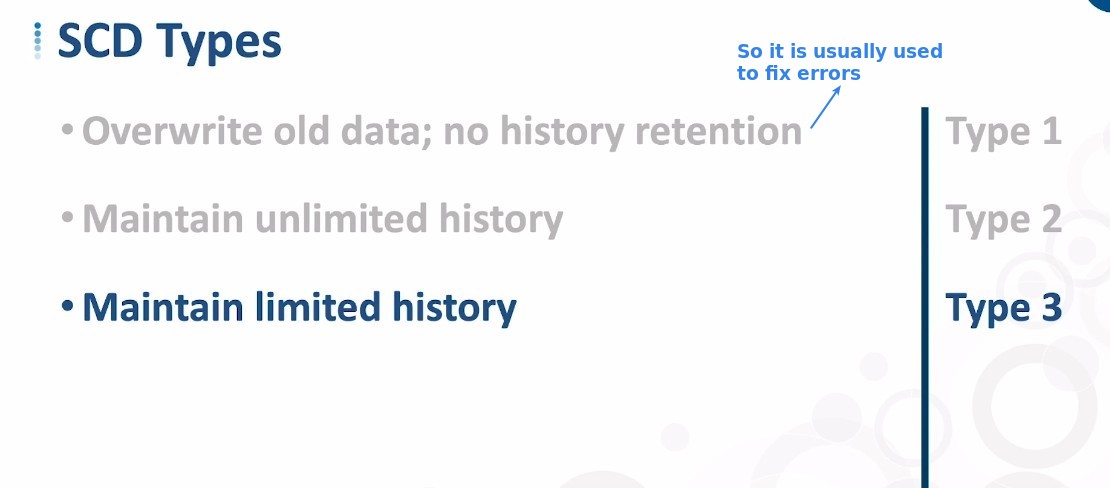 SCD Types
So it is usually used
to fix errors
• Overwrite old data; no history retention Type 1
• Maintain unlimited history Type 2
• Maintain limited history Type 3